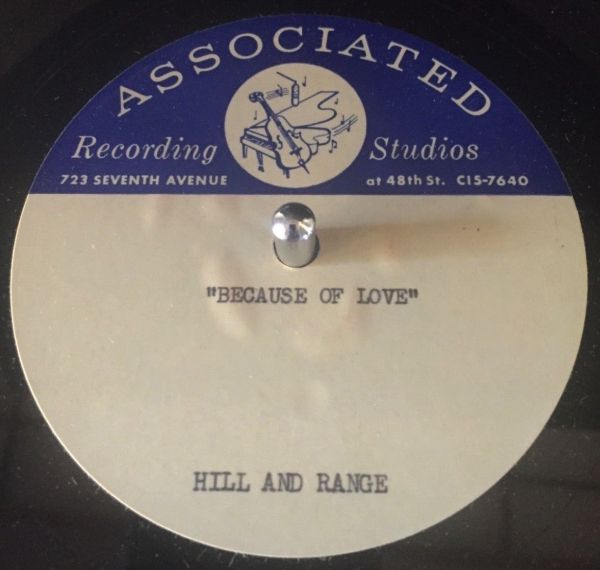 ASSOCIATED
Recording Studios
723 SEVENTH AVENUE at 48th St. CI5-7640
"BECAUSE OF LOVE"
HILL AND RANGE